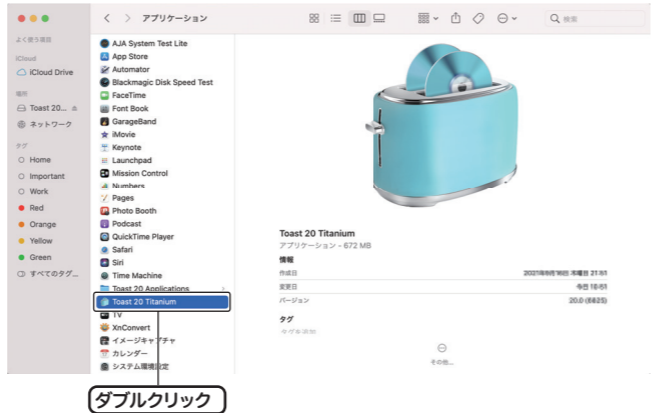 アプリケーション
検索
よく使う項目
iCloud
iCloud Drive
場所
Toast 20...
ネットワーク
タグ
Home
Important
Work
Red
Orange
Yellow
Green
すべてのタグ...
AJA System Test Lite
App Store
Automator
Blackmagic Disk Speed Test
FaceTime
Font Book
GarageBand
iMovie
Keynote
Launchpad
Mission Control
Numbers
Pages
Photo Booth
Podcast
QuickTime Player
Safari
Siri
Time Machine
Toast 20 Applications
Toast 20 Titanium
TV
XnConvert
イメージキャプチャ
カレンダー
システム環境設定
Toast 20 Titanium
アプリケーション - 672 MB
情報
作成日
変更日
バージョン
タグ
タグを追加
その他...
ダブルクリック